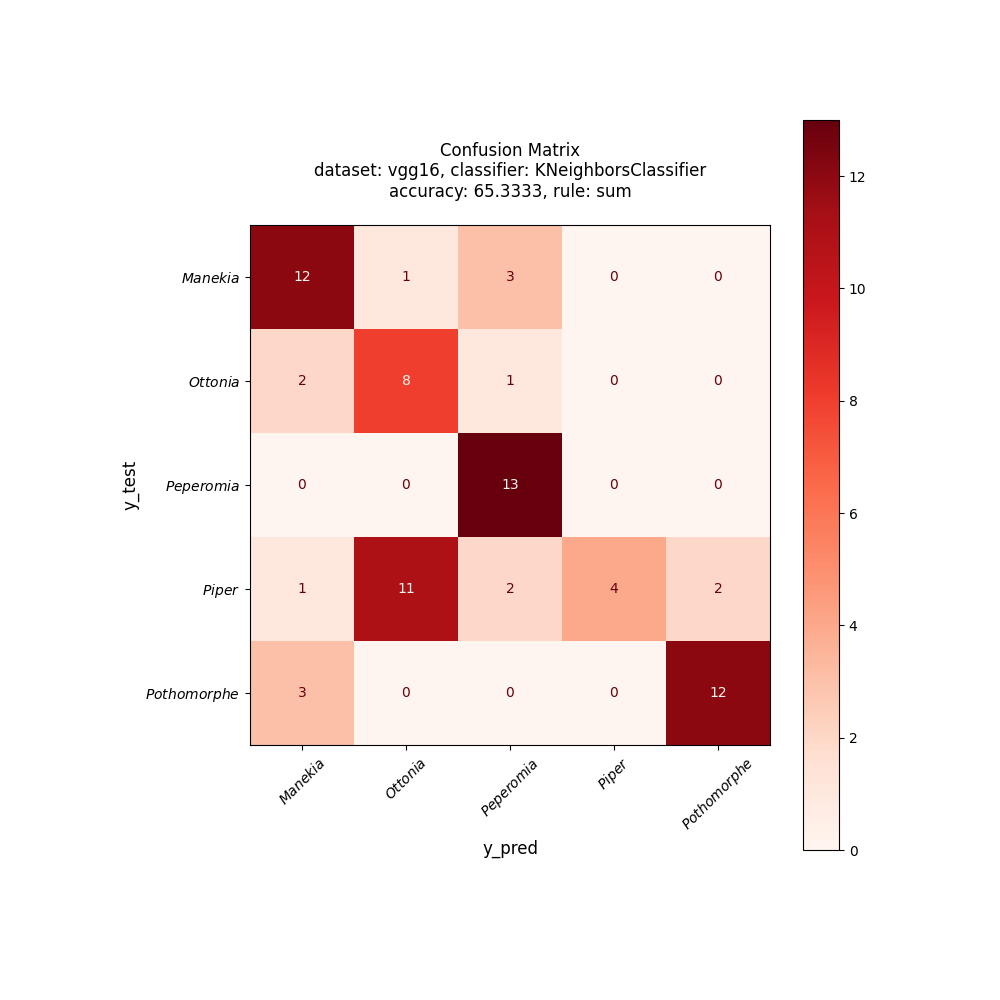 Confusion Matrix
dataset: vgg16, classifier: KNeighborsClassifier
accuracy: 65.3333, rule: sum
Manekia 12 1 3 0 0
Ottonia 2 8 1 0 0
Peperomia 0 0 13 0 0
Piper 1 11 2 4 2
Pothomorphe 3 0 0 0 12
Manekia Ottonia Peperomia Piper Pothomorphe
y_pred
y_test
12
10
8
6
4
2
0